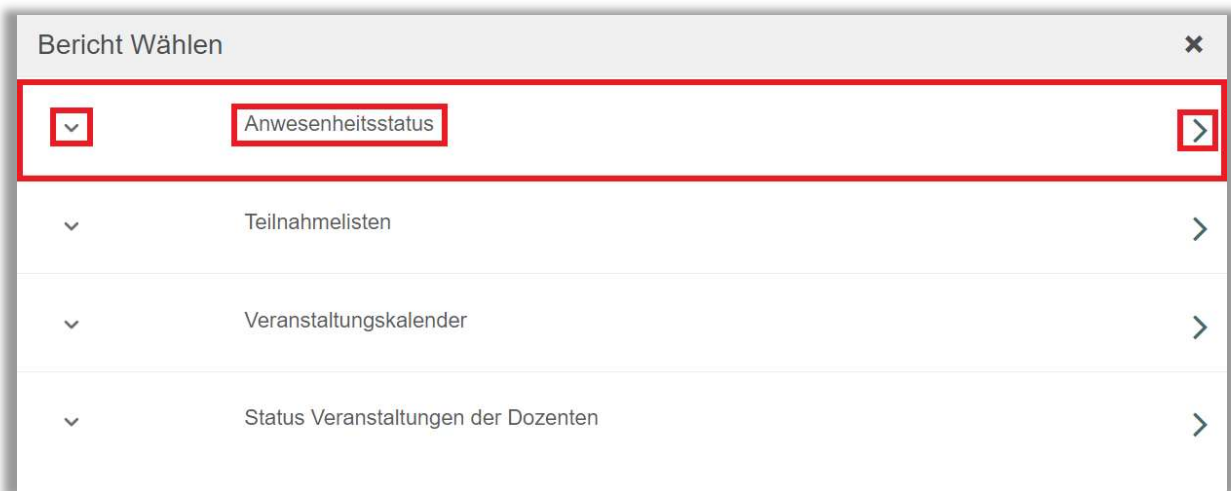 Bericht Wählen
Anwesenheitsstatus
Teilnahmelisten
Veranstaltungskalender
Status Veranstaltungen der Dozenten